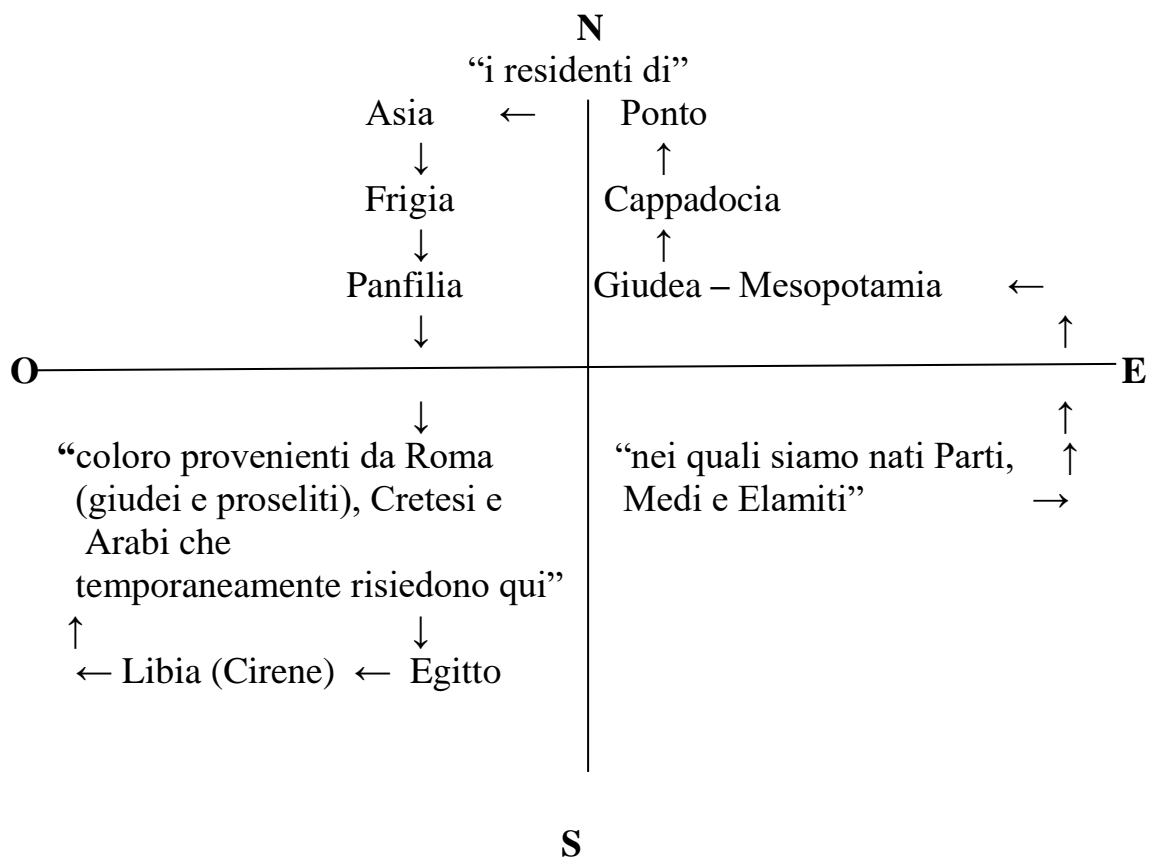 N
“i residenti di”
Asia ← Ponto
↓ ↑
Frigia Cappadocia
↓ ↑
Panfilia Giudea – Mesopotamia ←
↓ ↑
O E
↓ ↑
“coloro provenienti da Roma “nei quali siamo nati Parti, ↑
(giudei e proseliti), Cretesi e Medi e Elamiti” →
Arabi che
temporaneamente risiedono qui”
↑ ↓
← Libia (Cirene) ← Egitto
S